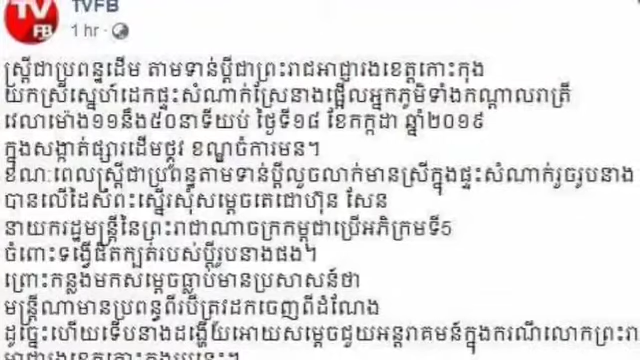 TVFB
1 hr ·
TV
FB
ស្ត្រីជាប្រពន្ធដើម តាមទាន់ប្តីជាព្រះរាជអាជ្ញារងខេត្តកោះកុង
យកស្រីស្នេហ៍ដេកផ្ទះសំណាក់ស្រែនាងផ្អើលអ្នកភូមិទាំងកណ្តាលរាត្រី
វេលាម៉ោង១១នឹង៥០នាទីយប់ ថ្ងៃទី១៨ ខែកក្កដា ឆ្នាំ២០១៩
ក្នុងសង្កាត់ផ្សារដើមថ្កូវ ខណ្ឌចំការមន។
ខណៈពេលស្ត្រីជាប្រពន្ធតាមទាន់ប្តីលួចលាក់មានស្រីក្នុងផ្ទះសំណាក់រួចរូបនាង
បានលើដៃសំពះស្នើរសុំសម្តេចតេជោហ៊ុន សែន
នាយករដ្ឋមន្ត្រីនៃព្រះរាជាណាចក្រកម្ពុជាប្រើអភិក្រមទី5
ចំពោះទង្វើផិតក្បត់របស់ប្តីរូបនាងផង។
ព្រោះកន្លងមកសម្តេចធ្លាប់មានប្រសាសន៍ថា
មន្ត្រីណាមានប្រពន្ធពីរបីត្រូវដកចេញពីដំណែង
ដូច្នេះហើយទើបនាងដង្ហើយអោយសម្តេចជួយអន្តរាគមន៍ក្នុងករណីលោកព្រះរា